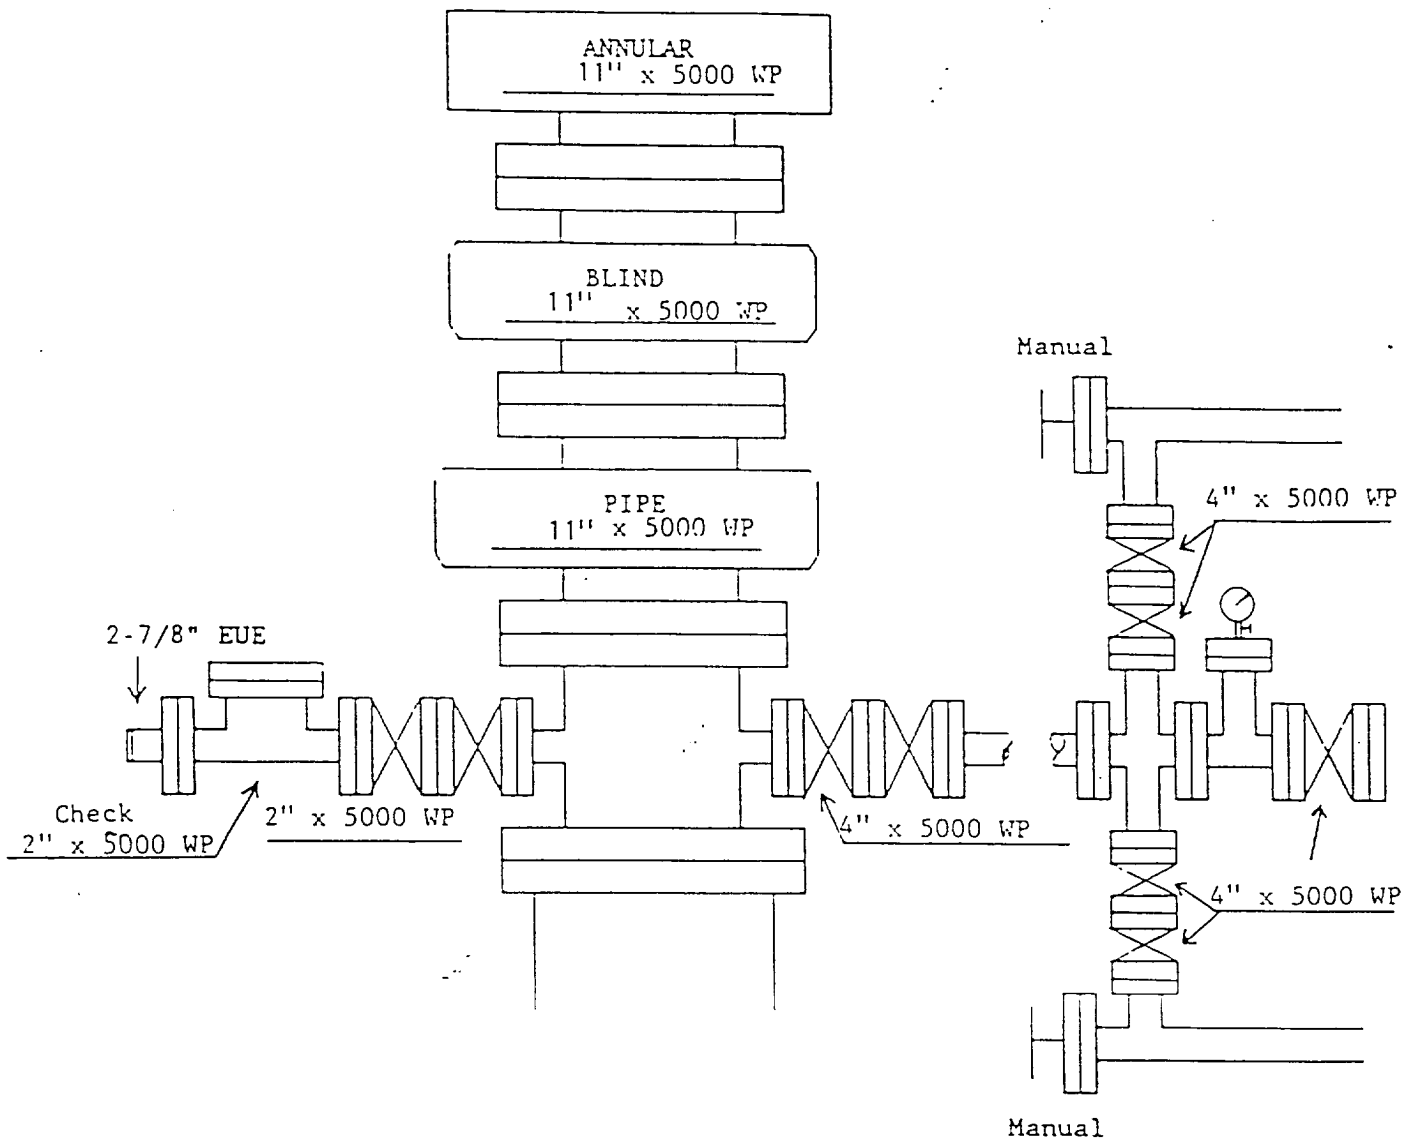 ANNULAR
11" x 5000 WP
BLIND
11" x 5000 WP
Manual
PIPE
11" x 5000 WP
4" x 5000 WP
2-7/8" EUE
Check
2" x 5000 WP
2" x 5000 WP
4" x 5000 WP
4" x 5000 WP
Manual